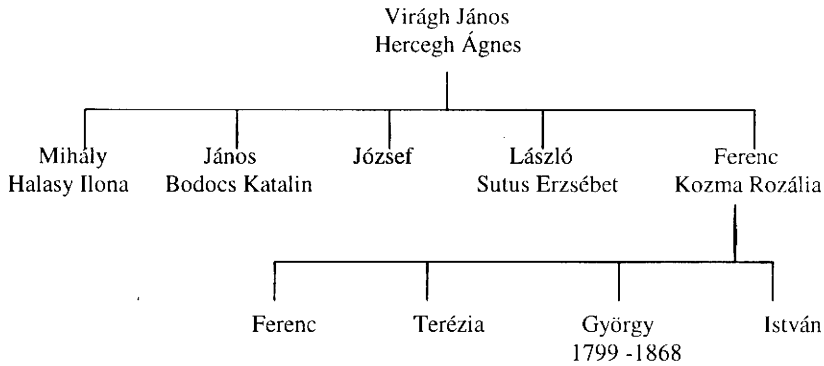 Virágh János
Hercegh Ágnes
Mihály János József László Ferenc
Halasy Ilona Bodocs Katalin Sutus Erzsébet Kozma Rozália
Ferenc Terézia György István
1799 -1868